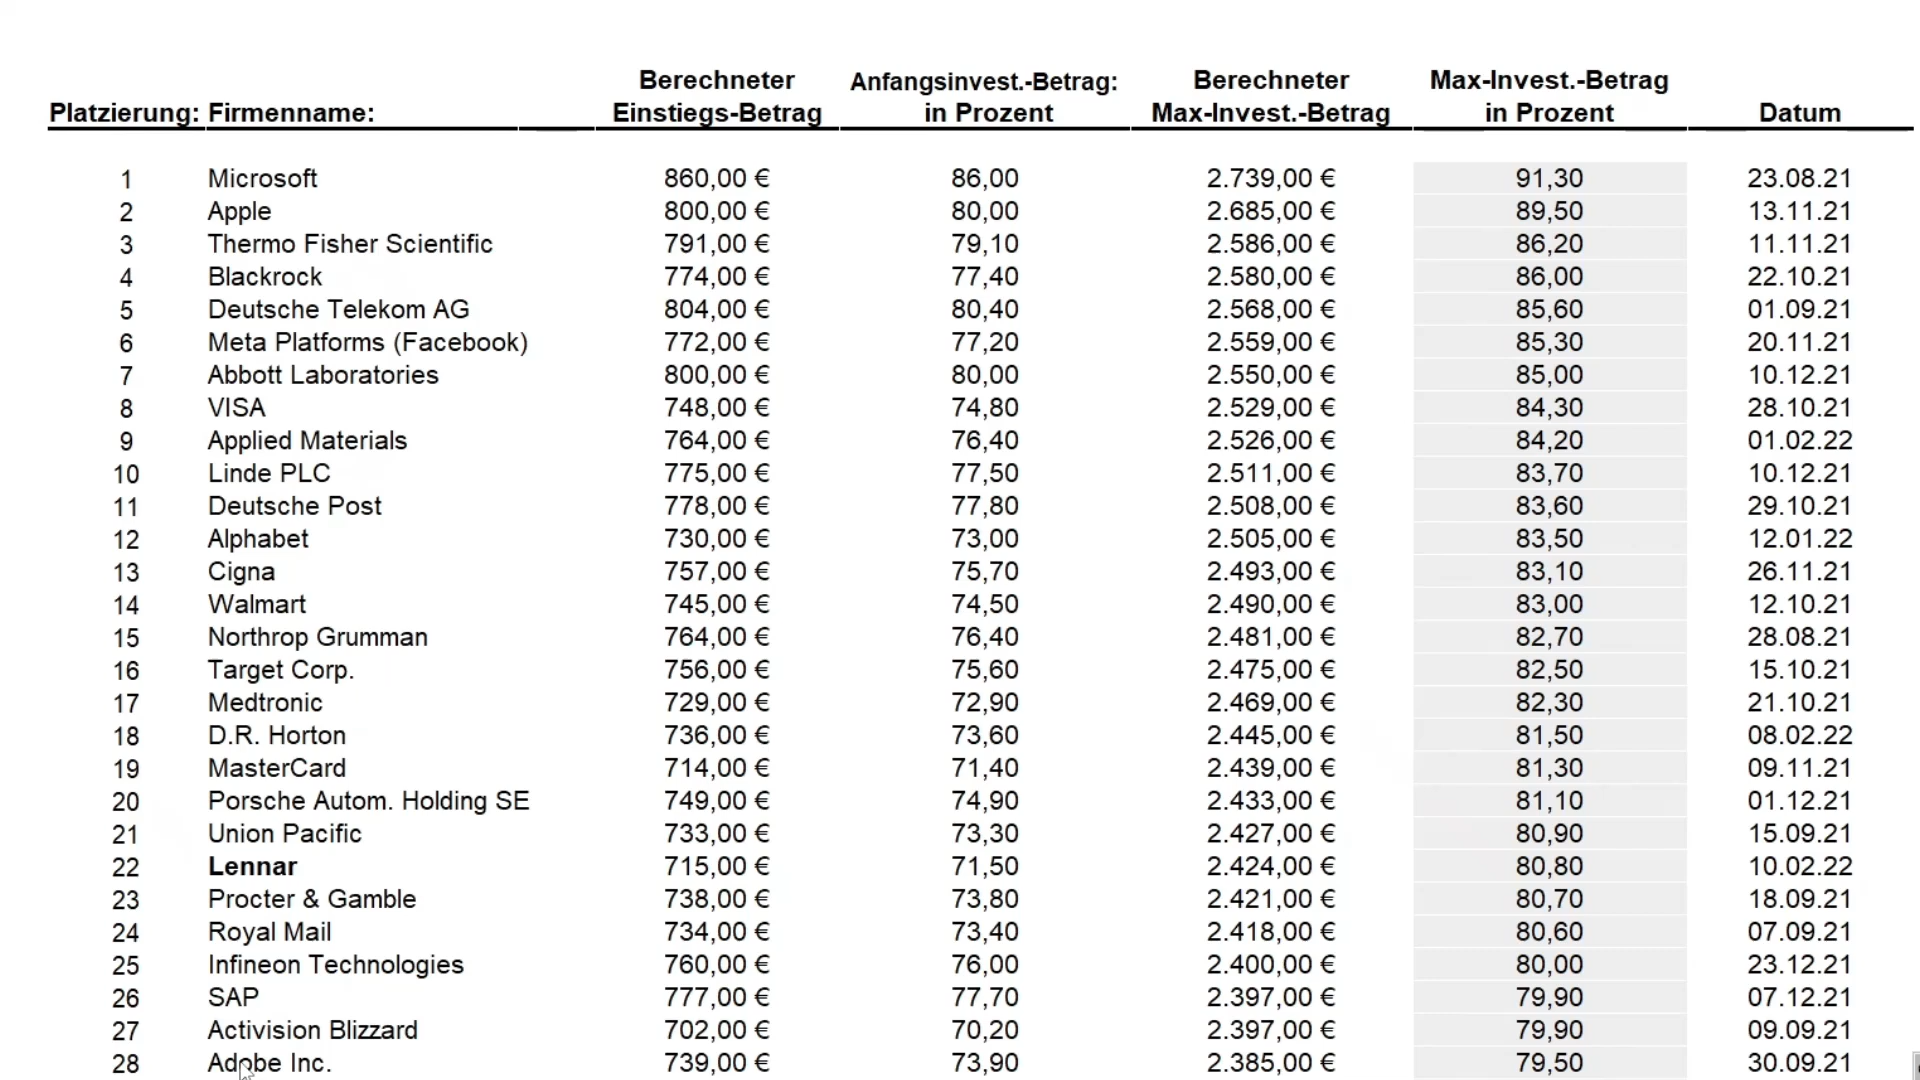 Berechneter Anfangsinvest.-Betrag: Berechneter Max-Invest.-Betrag
Platzierung: Firmenname: Einstiegs-Betrag in Prozent Max-Invest.-Betrag in Prozent Datum
1 Microsoft 860,00 € 86,00 2.739,00 € 91,30 23.08.21
2 Apple 800,00 € 80,00 2.685,00 € 89,50 13.11.21
3 Thermo Fisher Scientific 791,00 € 79,10 2.586,00 € 86,20 11.11.21
4 Blackrock 774,00 € 77,40 2.580,00 € 86,00 22.10.21
5 Deutsche Telekom AG 804,00 € 80,40 2.568,00 € 85,60 01.09.21
6 Meta Platforms (Facebook) 772,00 € 77,20 2.559,00 € 85,30 20.11.21
7 Abbott Laboratories 800,00 € 80,00 2.550,00 € 85,00 10.12.21
8 VISA 748,00 € 74,80 2.529,00 € 84,30 28.10.21
9 Applied Materials 764,00 € 76,40 2.526,00 € 84,20 01.02.22
10 Linde PLC 775,00 € 77,50 2.511,00 € 83,70 10.12.21
11 Deutsche Post 778,00 € 77,80 2.508,00 € 83,60 29.10.21
12 Alphabet 730,00 € 73,00 2.505,00 € 83,50 12.01.22
13 Cigna 757,00 € 75,70 2.493,00 € 83,10 26.11.21
14 Walmart 745,00 € 74,50 2.490,00 € 83,00 12.10.21
15 Northrop Grumman 764,00 € 76,40 2.481,00 € 82,70 28.08.21
16 Target Corp. 756,00 € 75,60 2.475,00 € 82,50 15.10.21
17 Medtronic 729,00 € 72,90 2.469,00 € 82,30 21.10.21
18 D.R. Horton 736,00 € 73,60 2.445,00 € 81,50 08.02.22
19 MasterCard 714,00 € 71,40 2.439,00 € 81,30 09.11.21
20 Porsche Autom. Holding SE 749,00 € 74,90 2.433,00 € 81,10 01.12.21
21 Union Pacific 733,00 € 73,30 2.427,00 € 80,90 15.09.21
22 Lennar 715,00 € 71,50 2.424,00 € 80,80 10.02.22
23 Procter & Gamble 738,00 € 73,80 2.421,00 € 80,70 18.09.21
24 Royal Mail 734,00 € 73,40 2.418,00 € 80,60 07.09.21
25 Infineon Technologies 760,00 € 76,00 2.400,00 € 80,00 23.12.21
26 SAP 777,00 € 77,70 2.397,00 € 79,90 07.12.21
27 Activision Blizzard 702,00 € 70,20 2.397,00 € 79,90 09.09.21
28 Adobe Inc. 739,00 € 73,90 2.385,00 € 79,50 30.09.21